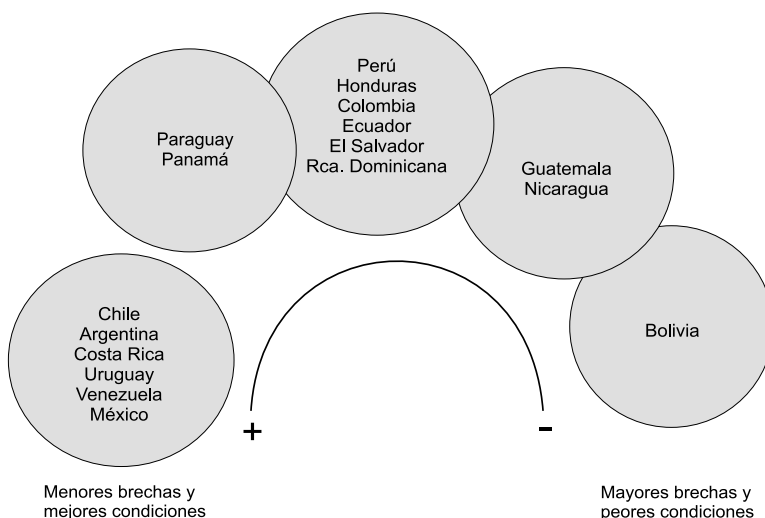 Perú
Honduras
Colombia
Ecuador
El Salvador
Rca. Dominicana
Paraguay
Panamá
Guatemala
Nicaragua
Bolivia
Chile
Argentina
Costa Rica
Uruguay
Venezuela
México
+
-
Menores brechas y
mejores condiciones
Mayores brechas y
peores condiciones